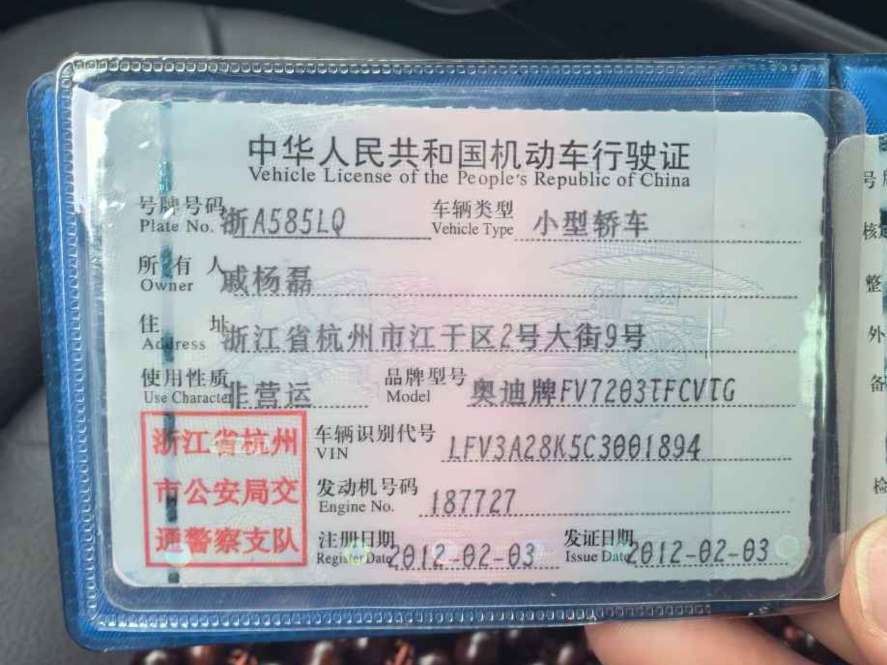 中华人民共和国机动车行驶证
Vehicle License of the People's Republic of China
号牌号码 浙A585LQ 车辆类型 小型轿车
Plate No. Vehicle Type
所有人 戚杨磊
Owner
住址 浙江省杭州市江干区2号大街9号
Address
使用性质 非营运 品牌型号 奥迪牌FV7203TFCVTG
Use Character Model
浙江省杭州
市公安局交
通警察支队
车辆识别代号 LFV3A28K5C3001894
VIN
发动机号码 187727
Engine No.
注册日期 2012-02-03 发证日期 2012-02-03
Register Date Issue Date
号
核
整
外
备
检